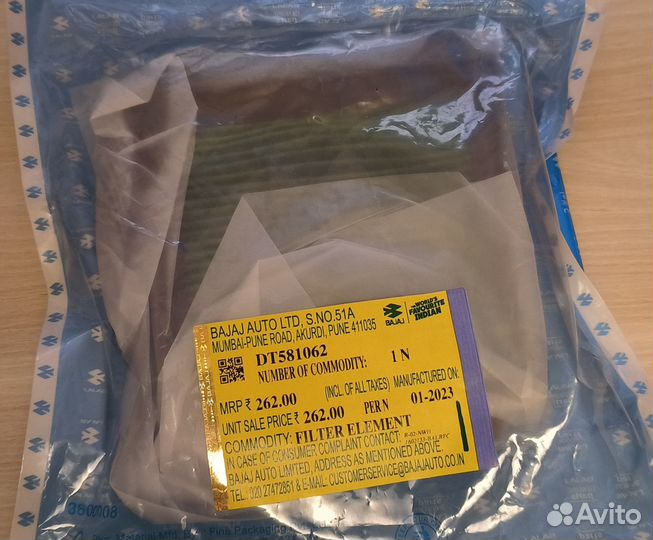 BAJAJ AUTO LTD, S.NO.51A
MUMBAI-PUNE ROAD, AKURDI, PUNE 411035
BAJAJ
THE WORLD'S
FAVOURITE
INDIAN
DT581062
NUMBER OF COMMODITY: 1 N
MRP ₹ 262.00 (INCL. OF ALL TAXES) MANUFACTURED ON:
UNIT SALE PRICE ₹ 262.00 PER N 01-2023
COMMODITY: FILTER ELEMENT
IN CASE OF CONSUMER COMPLAINT CONTACT:
BAJAJ AUTO LIMITED, ADDRESS AS MENTIONED ABOVE.
TEL.: 020 27472851 & E-MAIL: CUSTOMERSERVICE@BAJAJAUTO.CO.IN
Fine Packaging
Avito